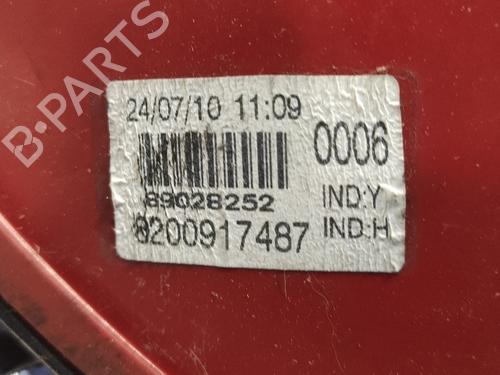 B-PARTS
24/07/10 11:09
0006
89028252
IND:Y
8200917487
IND:H